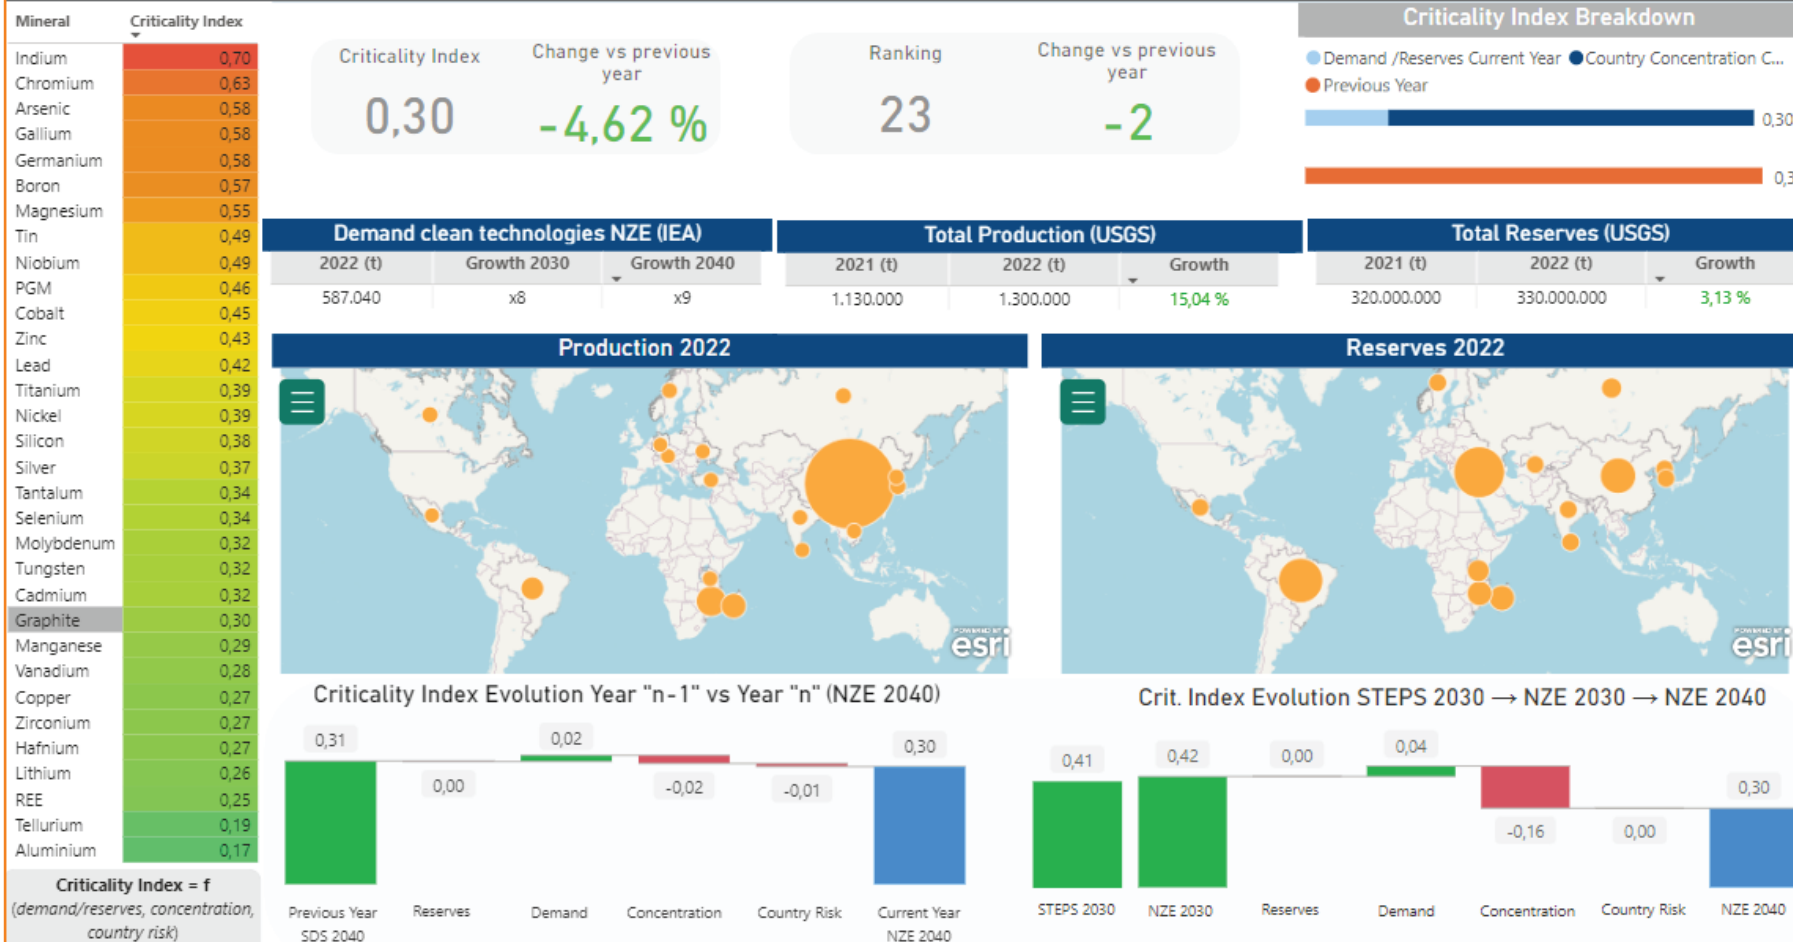 Mineral Criticality Index
Indium 0,70
Chromium 0,63
Arsenic 0,58
Gallium 0,58
Germanium 0,58
Boron 0,57
Magnesium 0,55
Tin 0,49
Niobium 0,49
PGM 0,46
Cobalt 0,45
Zinc 0,43
Lead 0,42
Titanium 0,39
Nickel 0,39
Silicon 0,38
Silver 0,37
Tantalum 0,34
Selenium 0,34
Molybdenum 0,32
Tungsten 0,32
Cadmium 0,32
Graphite 0,30
Manganese 0,29
Vanadium 0,28
Copper 0,27
Zirconium 0,27
Hafnium 0,27
Lithium 0,26
REE 0,25
Tellurium 0,19
Aluminium 0,17
Criticality Index = f
(demand/reserves, concentration,
country risk)
Criticality Index
0,30
Change vs previous
year
-4,62 %
Ranking
23
Change vs previous
year
-2
Criticality Index Breakdown
Demand /Reserves Current Year Country Concentration C...
Previous Year
0,30
0,3
Demand clean technologies NZE (IEA)
2022 (t) Growth 2030 Growth 2040
587.040 x8 x9
Total Production (USGS)
2021 (t) 2022 (t) Growth
1.130.000 1.300.000 15,04 %
Total Reserves (USGS)
2021 (t) 2022 (t) Growth
320.000.000 330.000.000 3,13 %
Production 2022
POWERED BY
esri
Reserves 2022
POWERED BY
esri
Criticality Index Evolution Year "n-1" vs Year "n" (NZE 2040)
0,31
0,00
0,02
-0,02
-0,01
0,30
Previous Year
SDS 2040
Reserves
Demand
Concentration
Country Risk
Current Year
NZE 2040
Crit. Index Evolution STEPS 2030 → NZE 2030 → NZE 2040
0,41
0,42
0,00
0,04
-0,16
0,00
0,30
STEPS 2030
NZE 2030
Reserves
Demand
Concentration
Country Risk
NZE 2040